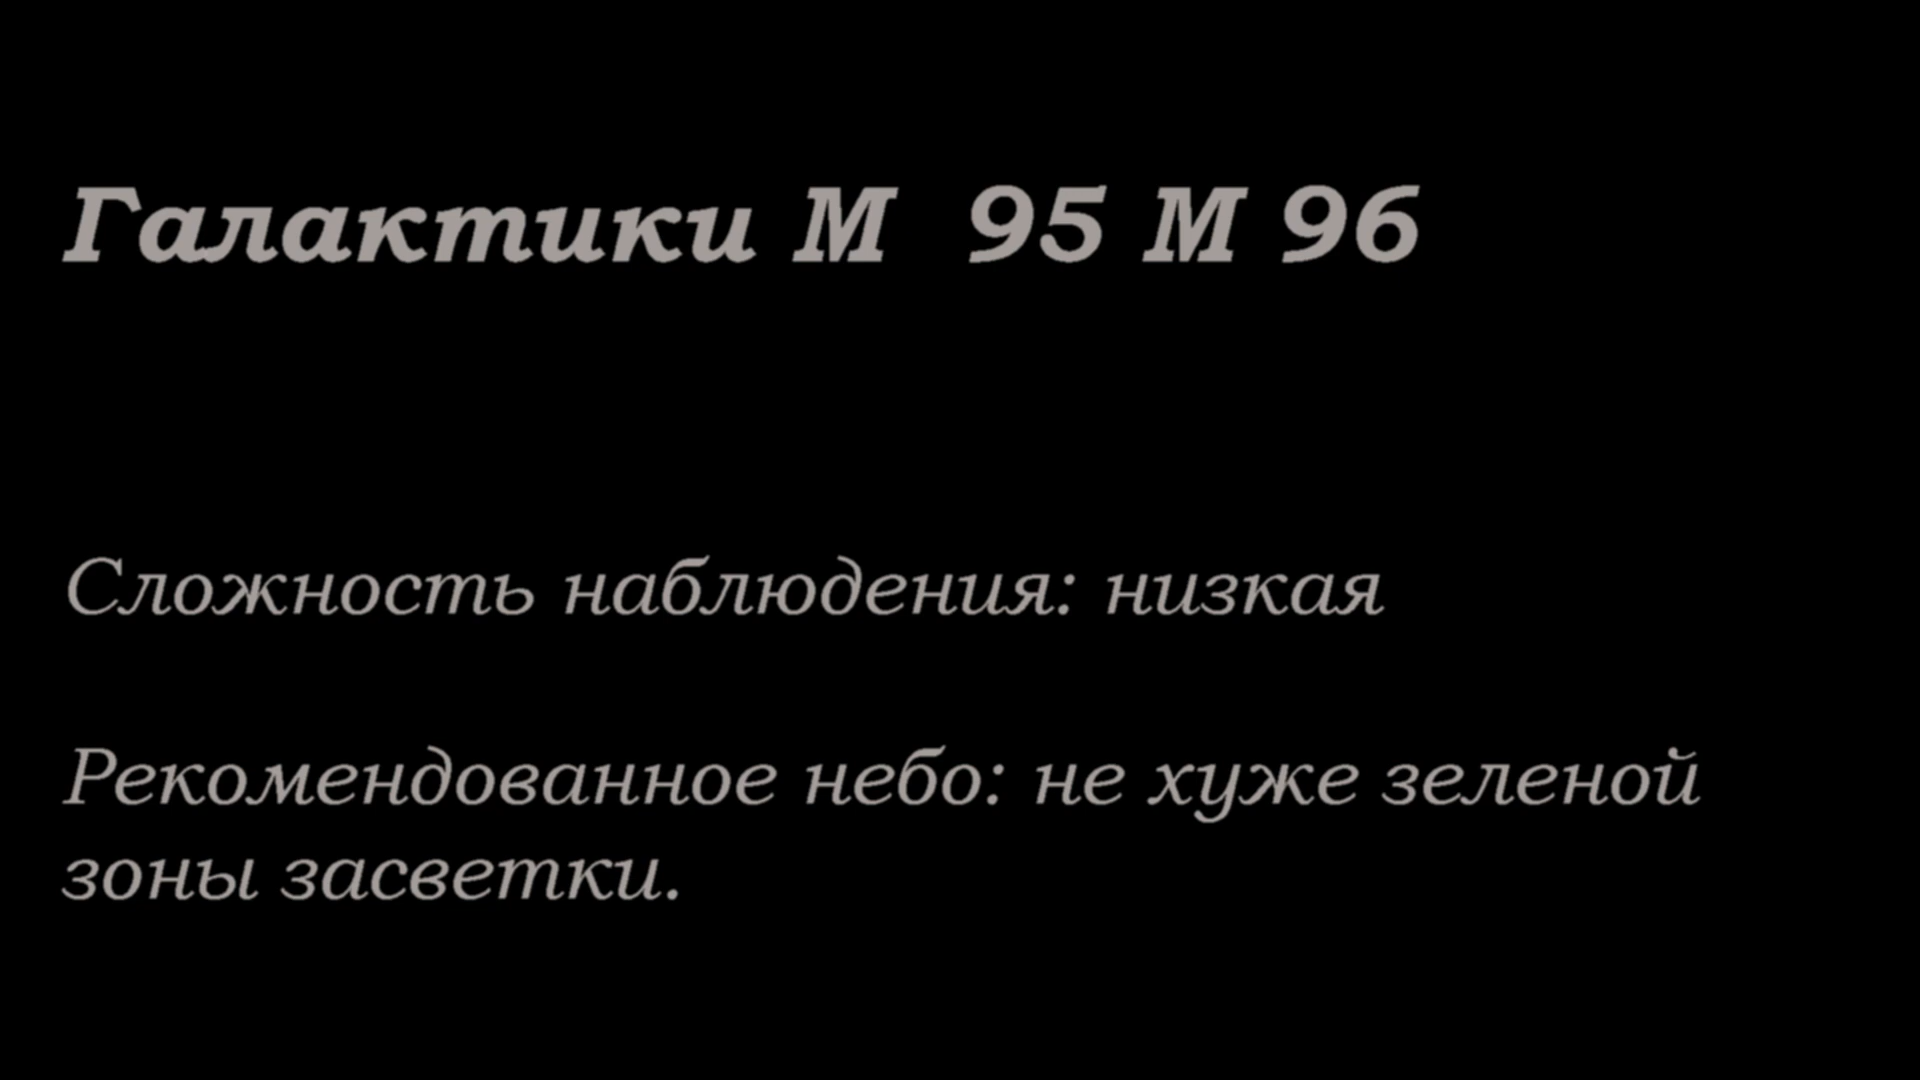 Галактики М  95 М 96
Сложность наблюдения: низкая
Рекомендованное небо: не хуже зеленой
зоны засветки.